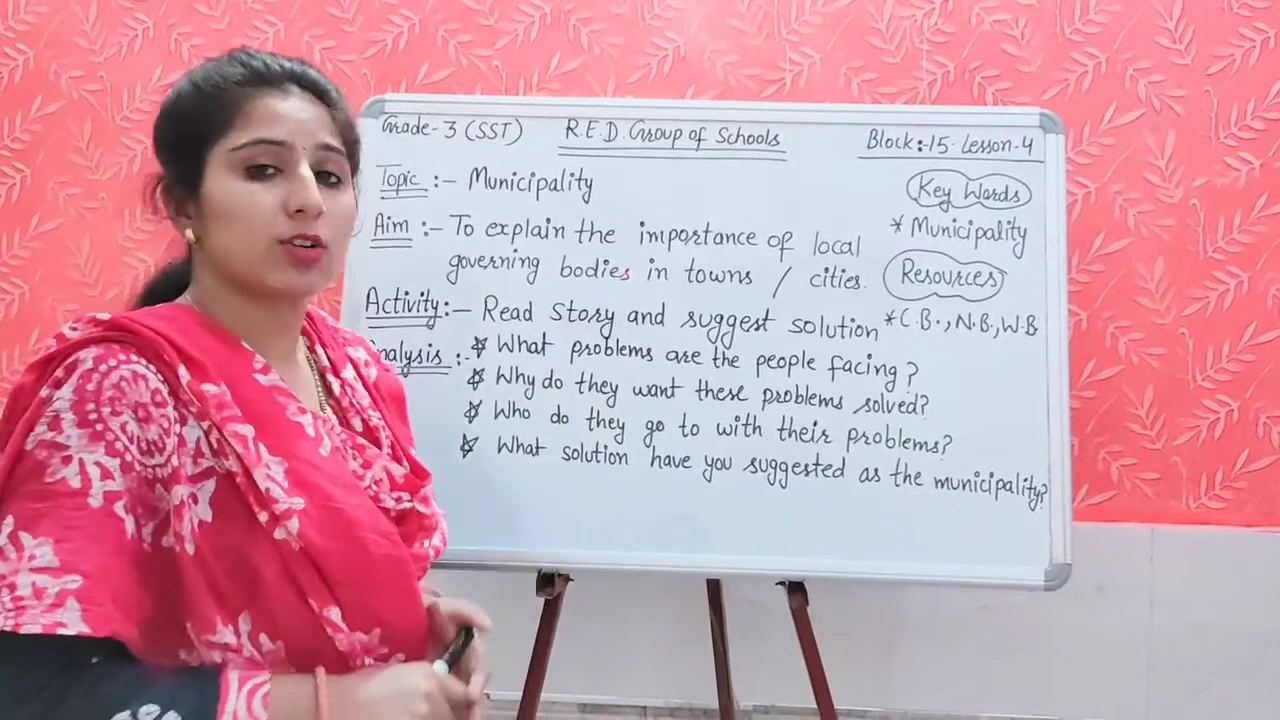 Grade-3 (SST) R.E.D. Group of Schools Block:-15. Lesson-4
Topic :- Municipality
Key Words
Aim :- To explain the importance of local
* Municipality
governing bodies in towns / cities.
Resources
Activity:- Read Story and suggest solution
* C.B., N.B., W.B
Analysis :- ☆ What problems are the people facing?
☆ Why do they want these problems solved?
☆ Who do they go to with their problems?
☆ What solution have you suggested as the municipality?